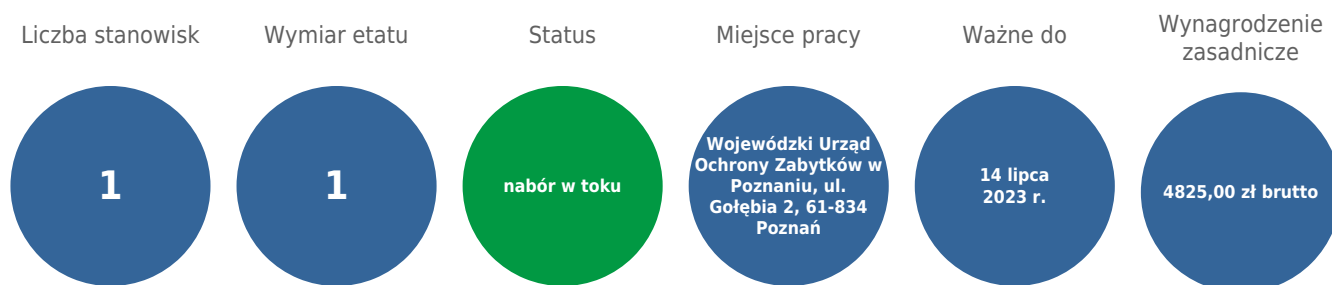 Liczba stanowisk
Wymiar etatu
Status
Miejsce pracy
Ważne do
Wynagrodzenie
zasadnicze
1
1
nabór w toku
Wojewódzki Urząd
Ochrony Zabytków w
Poznaniu, ul.
Gołębia 2, 61-834
Poznań
14 lipca
2023 r.
4825,00 zł brutto